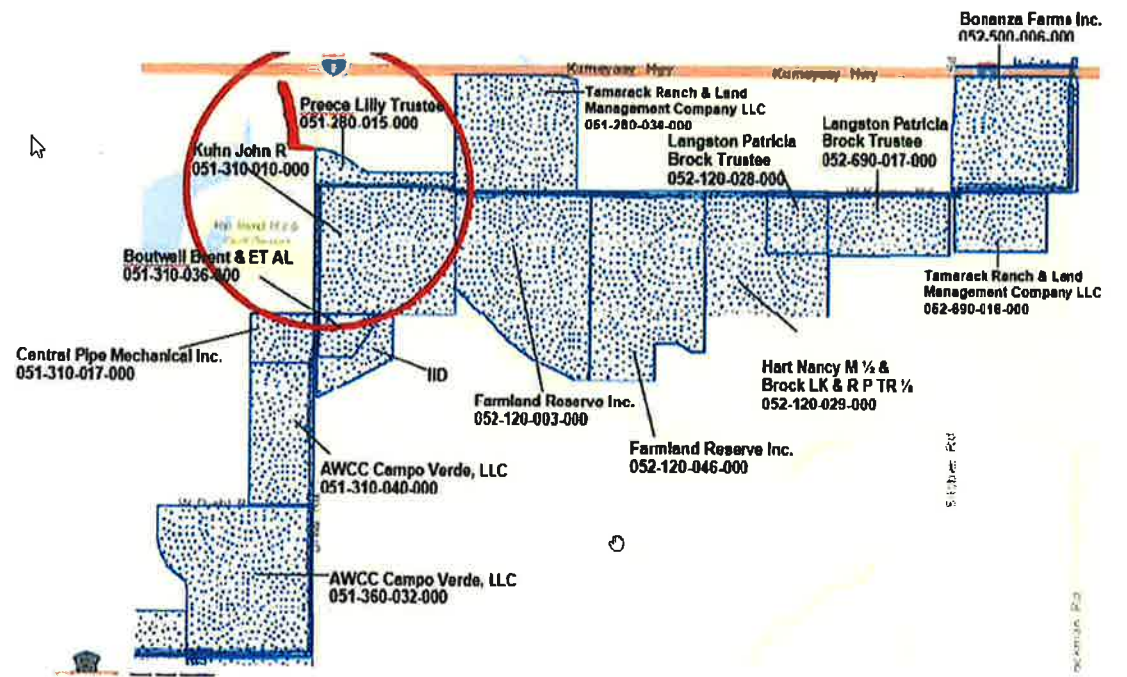 Bonanza Farms Inc.
052-500-006-000
8
Kumeyaay Hwy
Kumeyaay Hwy
Preece Lilly Trustee
051-280-015-000
Tamarack Ranch & Land
Management Company LLC
051-280-034-000
Kuhn John R
051-310-010-000
Langston Patricia
Brock Trustee
052-120-028-000
Langston Patricia
Brock Trustee
052-690-017-000
Boutwell Brent & ET AL
051-310-036-000
Tamarack Ranch & Land
Management Company LLC
052-690-016-000
Central Pipe Mechanical Inc.
051-310-017-000
IID
Farmland Reserve Inc.
052-120-003-000
Hart Nancy M ½ &
Brock LK & R P TR ½
052-120-029-000
Farmland Reserve Inc.
052-120-046-000
AWCC Campo Verde, LLC
051-310-040-000
AWCC Campo Verde, LLC
051-360-032-000